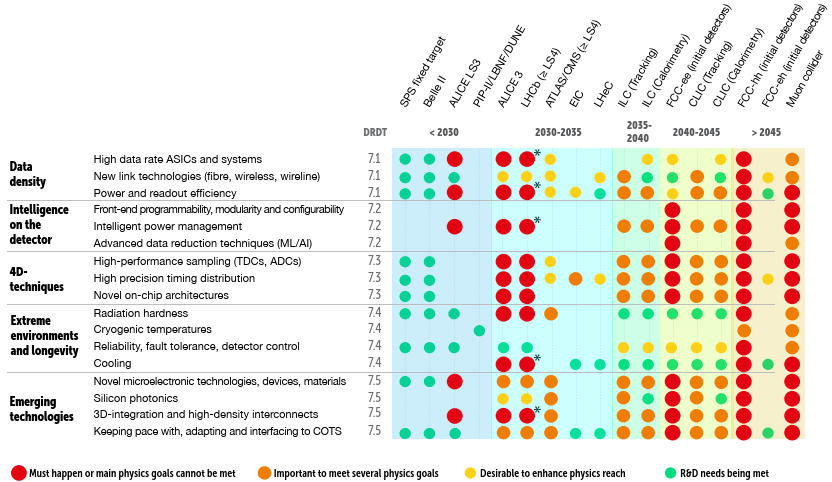 SPS fixed target
Belle II
ALICE LS3
PIP-II/LBNF/DUNE
ALICE 3
LHCb (≥ LS4)
ATLAS/CMS (≥ LS4)
EIC
LHeC
ILC (Tracking)
ILC (Calorimetry)
FCC-ee (initial detectors)
CLIC (Tracking)
CLIC (Calorimetry)
FCC-hh (initial detectors)
FCC-eh (initial detectors)
Muon collider
DRDT
< 2030
2030-2035
2035-
2040
2040-2045
> 2045
Data
density
High data rate ASICs and systems 7.1 *
New link technologies (fibre, wireless, wireline) 7.1
Power and readout efficiency 7.1 *
Intelligence
on the
detector
Front-end programmability, modularity and configurability 7.2
Intelligent power management 7.2 *
Advanced data reduction techniques (ML/AI) 7.2
4D-
techniques
High-performance sampling (TDCs, ADCs) 7.3
High precision timing distribution 7.3
Novel on-chip architectures 7.3
Extreme
environments
and longevity
Radiation hardness 7.4
Cryogenic temperatures 7.4
Reliability, fault tolerance, detector control 7.4
Cooling 7.4 *
Emerging
technologies
Novel microelectronic technologies, devices, materials 7.5
Silicon photonics 7.5
3D-integration and high-density interconnects 7.5 *
Keeping pace with, adapting and interfacing to COTS 7.5
Must happen or main physics goals cannot be met
Important to meet several physics goals
Desirable to enhance physics reach
R&D needs being met